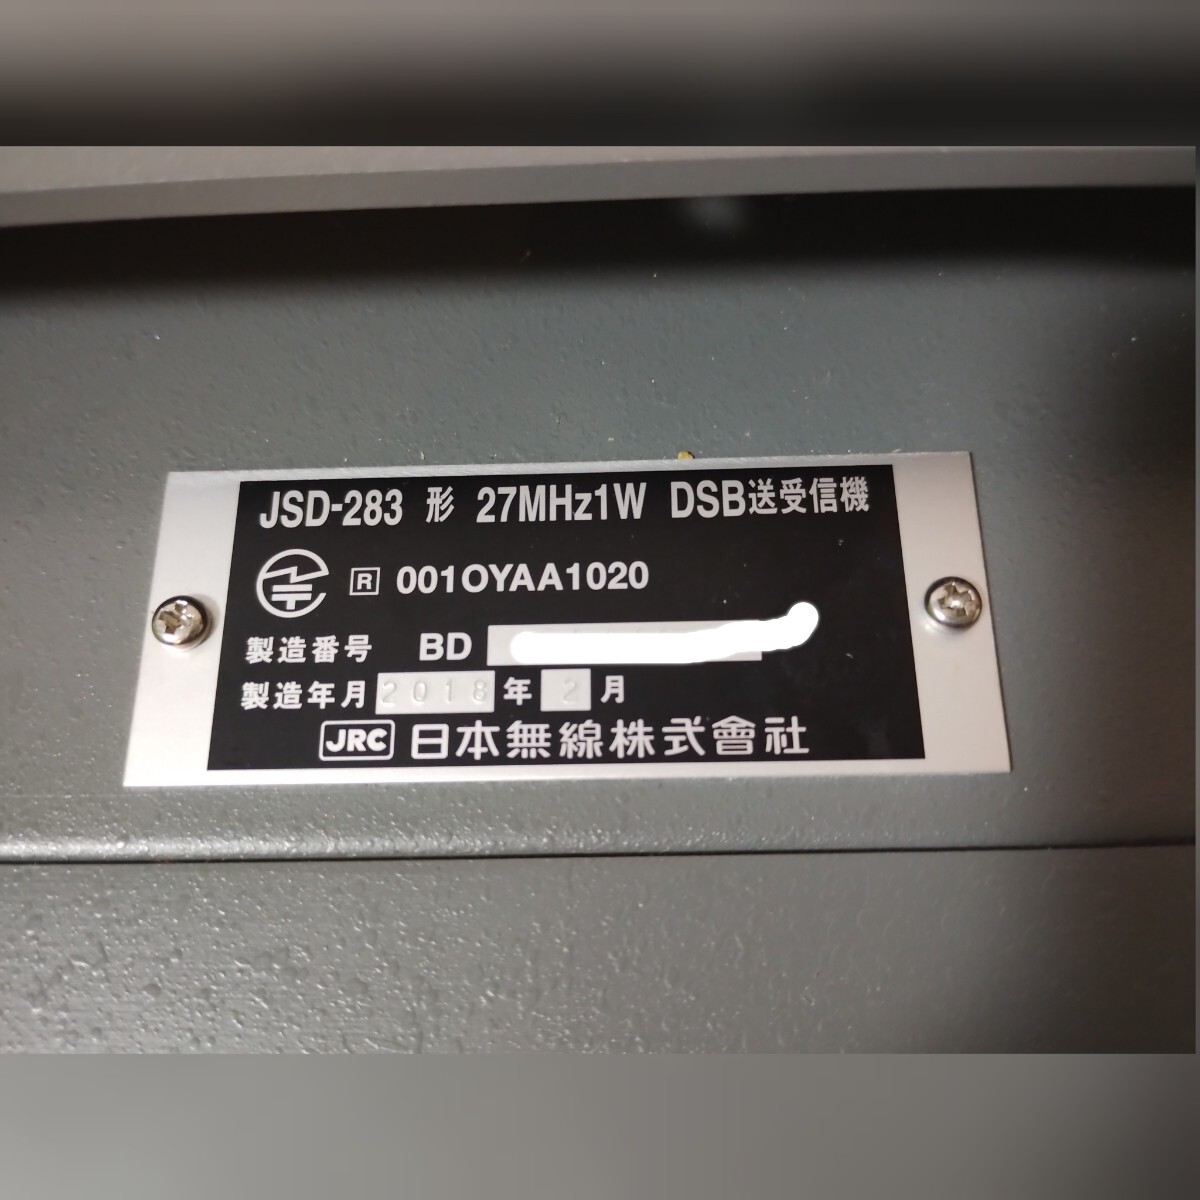 JSD-283 形 27MHz1W DSB送受信機
R 001OYAA1020
製造番号 BD
製造年月 2018 年 2 月
JRC 日本無線株式會社